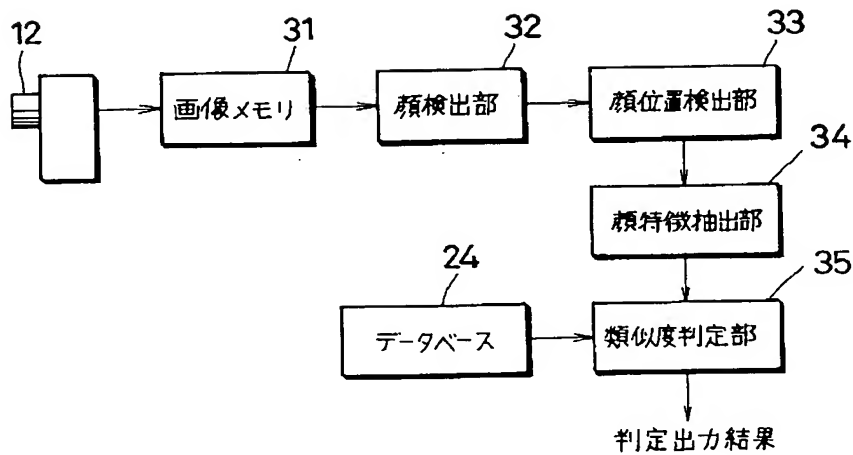 12
31
32
33
画像メモリ
顔検出部
顔位置検出部
34
顔特徴抽出部
24
35
データベース
類似度判定部
判定出力結果